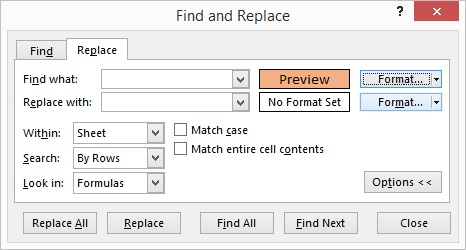 Find and Replace
? ×
Find Replace
Find what: Preview Format...
Replace with: No Format Set Format...
Within: Sheet Match case
Search: By Rows Match entire cell contents
Look in: Formulas
Options <<
Replace All Replace Find All Find Next Close